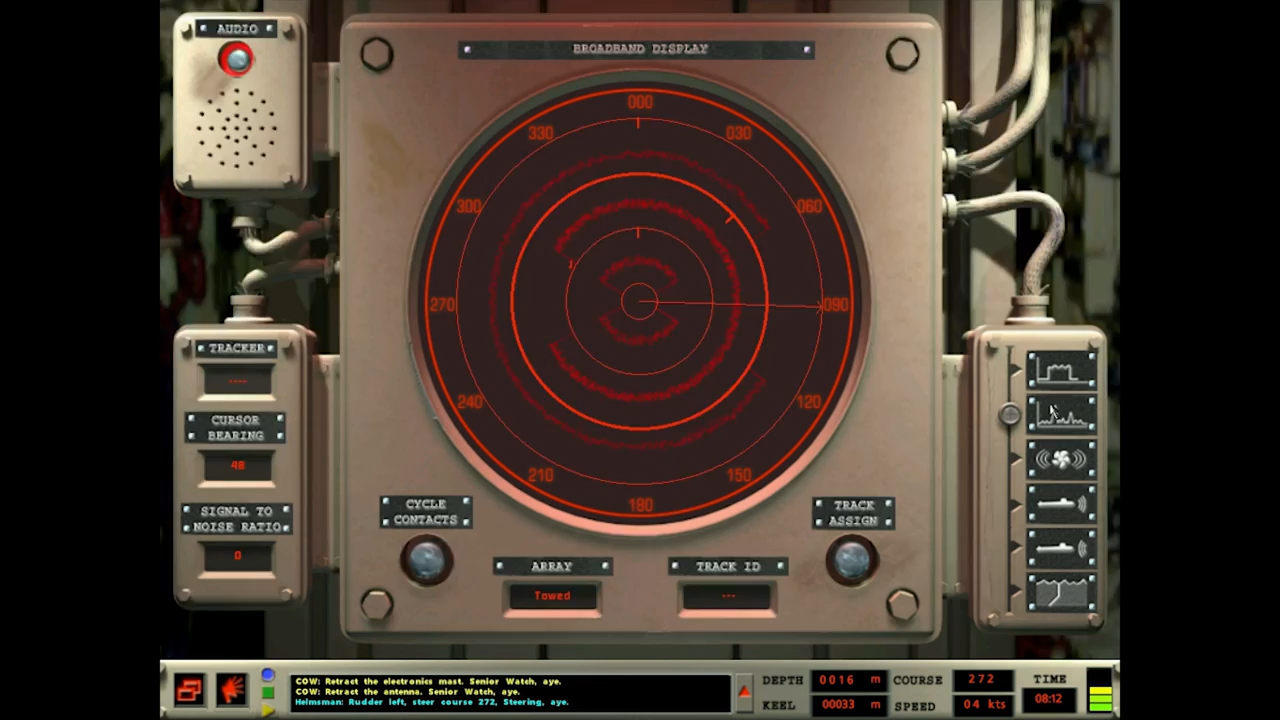 AUDIO
BROADBAND DISPLAY
000
330
030
300
060
270
090
240
120
210
150
180
TRACKER
----
CURSOR
BEARING
48
SIGNAL TO
NOISE RATIO
0
CYCLE
CONTACTS
TRACK
ASSIGN
ARRAY
Towed
TRACK ID
---
COW: Retract the electronics mast. Senior Watch, aye.
COW: Retract the antenna. Senior Watch, aye.
Helmsman: Rudder left, steer course 272, Steering, aye.
DEPTH 0016 m COURSE 272 TIME
KEEL 00033 m SPEED 04 kts 08:12